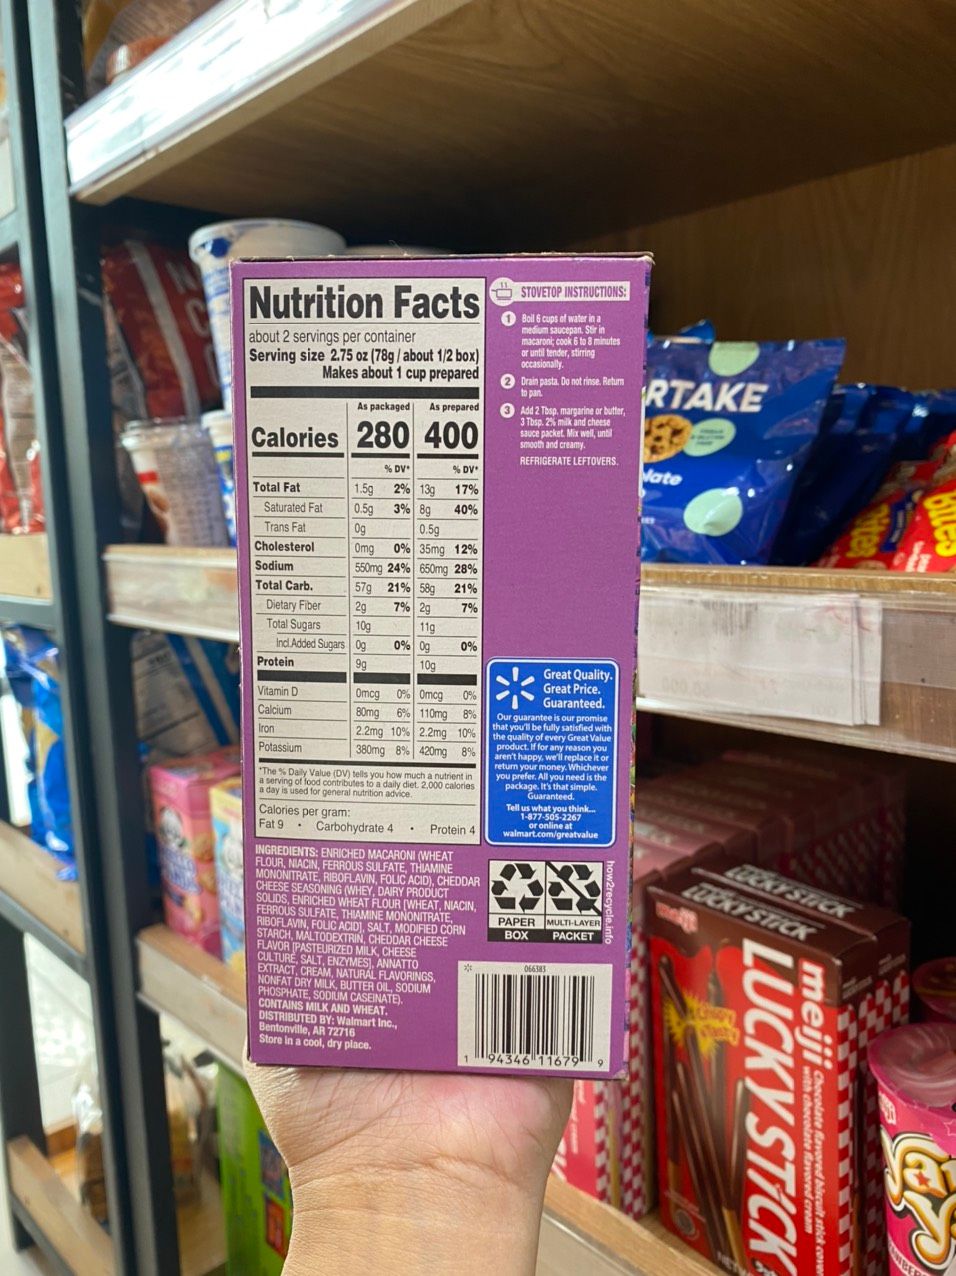 Nutrition Facts
about 2 servings per container
Serving size 2.75 oz (78g / about 1/2 box)
Makes about 1 cup prepared
As packaged As prepared
Calories 280 400
% DV* % DV*
Total Fat 1.5g 2% 13g 17%
Saturated Fat 0.5g 3% 8g 40%
Trans Fat 0g 0.5g
Cholesterol 0mg 0% 35mg 12%
Sodium 550mg 24% 650mg 28%
Total Carb. 57g 21% 58g 21%
Dietary Fiber 2g 7% 2g 7%
Total Sugars 10g 11g
Incl.Added Sugars 0g 0% 0g 0%
Protein 9g 10g
Vitamin D 0mcg 0% 0mcg 0%
Calcium 80mg 6% 110mg 8%
Iron 2.2mg 10% 2.2mg 10%
Potassium 380mg 8% 420mg 8%
*The % Daily Value (DV) tells you how much a nutrient in
a serving of food contributes to a daily diet. 2,000 calories
a day is used for general nutrition advice.
Calories per gram:
Fat 9 • Carbohydrate 4 • Protein 4
INGREDIENTS: ENRICHED MACARONI (WHEAT
FLOUR, NIACIN, FERROUS SULFATE, THIAMINE
MONONITRATE, RIBOFLAVIN, FOLIC ACID), CHEDDAR
CHEESE SEASONING (WHEY, DAIRY PRODUCT
SOLIDS, ENRICHED WHEAT FLOUR [WHEAT, NIACIN,
FERROUS SULFATE, THIAMINE MONONITRATE,
RIBOFLAVIN, FOLIC ACID], SALT, MODIFIED CORN
STARCH, MALTODEXTRIN, CHEDDAR CHEESE
FLAVOR [PASTEURIZED MILK, CHEESE
CULTURE, SALT, ENZYMES], ANNATTO
EXTRACT, CREAM, NATURAL FLAVORINGS,
NONFAT DRY MILK, BUTTER OIL, SODIUM
PHOSPHATE, SODIUM CASENATE).
CONTAINS MILK AND WHEAT.
DISTRIBUTED BY: Walmart Inc.,
Bentonville, AR 72716
Store in a cool, dry place.
STOVETOP INSTRUCTIONS:
1 Boil 6 cups of water in a
medium saucepan. Stir in
macaroni; cook 6 to 8 minutes
or until tender, stirring
occasionally.
2 Drain pasta. Do not rinse. Return
to pan.
3 Add 2 Tbsp. margarine or butter,
3 Tbsp. 2% milk and cheese
sauce packet. Mix well, until
smooth and creamy.
REFRIGERATE LEFTOVERS.
Great Quality.
Great Price.
Guaranteed.
Our guarantee is our promise
that you'll be fully satisfied with
the quality of every Great Value
product. If for any reason you
aren't happy, we'll replace it or
return your money. Whichever
you prefer. All you need is the
package. It's that simple.
Guaranteed.
Tell us what you think...
1-877-505-2267
or online at
walmart.com/greatvalue
PAPER MULTI-LAYER
BOX PACKET
how2recycle.info
066383
1 94346 11679 9
RTAKE
late
Bites
LUCKY STICK
LUCKY STICK
meiji
LUCKY STICK
Chocolate flavored biscuit stick cover
with chocolate flavored cream
Crispy
Tasty